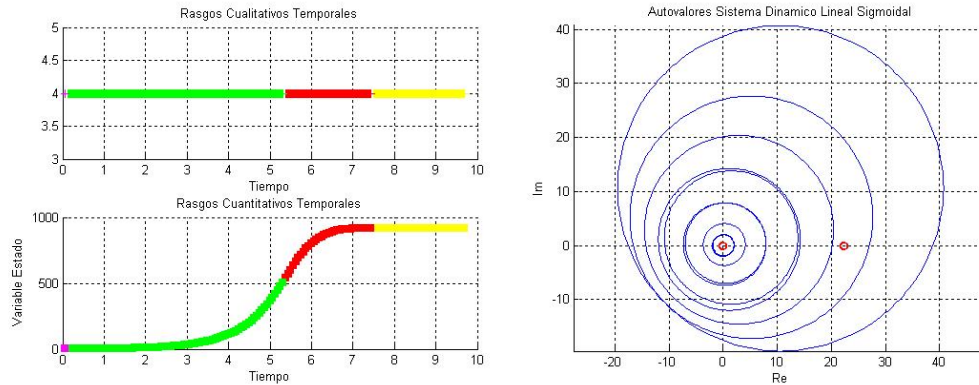 Rasgos Cualitativos Temporales
5
4.5
4
3.5
3
0 1 2 3 4 5 6 7 8 9 10
Tiempo
Rasgos Cuantitativos Temporales
Variable Estado
1000
500
0
0 1 2 3 4 5 6 7 8 9 10
Tiempo
Autovalores Sistema Dinamico Lineal Sigmoidal
Im
40
30
20
10
0
-10
-20 -10 0 10 20 30 40
Re